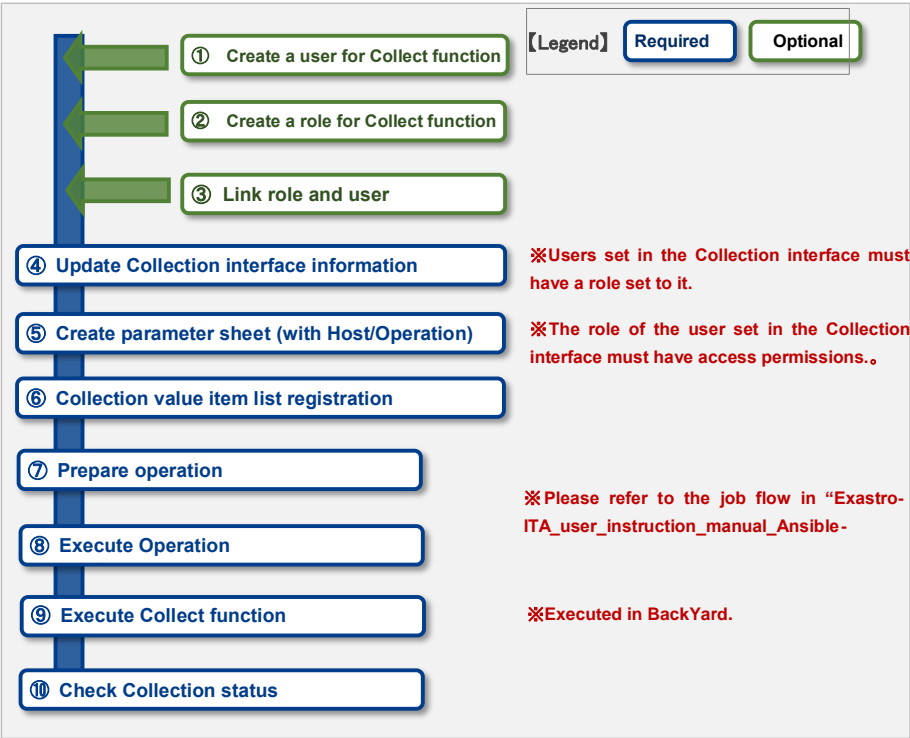 【Legend】 Required Optional
① Create a user for Collect function
② Create a role for Collect function
③ Link role and user
④ Update Collection interface information
※Users set in the Collection interface must
have a role set to it.
⑤ Create parameter sheet (with Host/Operation)
※The role of the user set in the Collection
interface must have access permissions.。
⑥ Collection value item list registration
⑦ Prepare operation
※Please refer to the job flow in “Exastro-
ITA_user_instruction_manual_Ansible-
⑧ Execute Operation
⑨ Execute Collect function
※Executed in BackYard.
⑩ Check Collection status